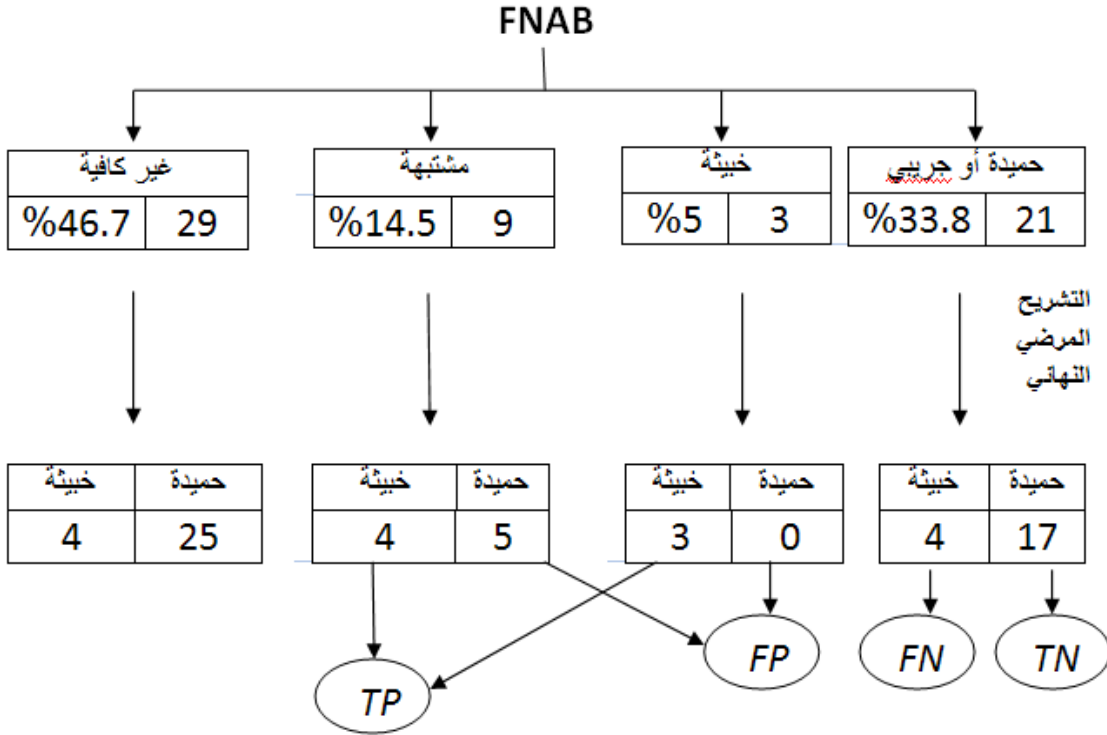 FNAB
حميدة أو جريبي
21 %33.8
خبيثة
3 %5
مشتبهة
9 %14.5
غير كافية
29 %46.7
التشريح
المرضي
النهائي
حميدة خبيثة
17 4
حميدة خبيثة
0 3
حميدة خبيثة
5 4
حميدة خبيثة
25 4
TN
FN
FP
TP